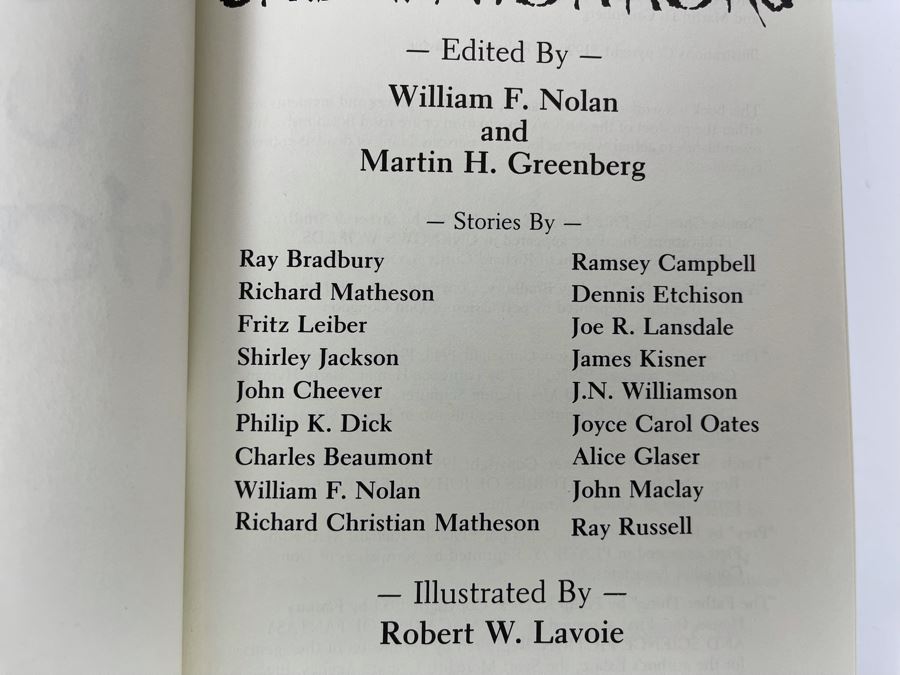 — Edited By —
William F. Nolan
and
Martin H. Greenberg
— Stories By —
Ray Bradbury
Richard Matheson
Fritz Leiber
Shirley Jackson
John Cheever
Philip K. Dick
Charles Beaumont
William F. Nolan
Richard Christian Matheson
Ramsey Campbell
Dennis Etchison
Joe R. Lansdale
James Kisner
J.N. Williamson
Joyce Carol Oates
Alice Glaser
John Maclay
Ray Russell
— Illustrated By —
Robert W. Lavoie